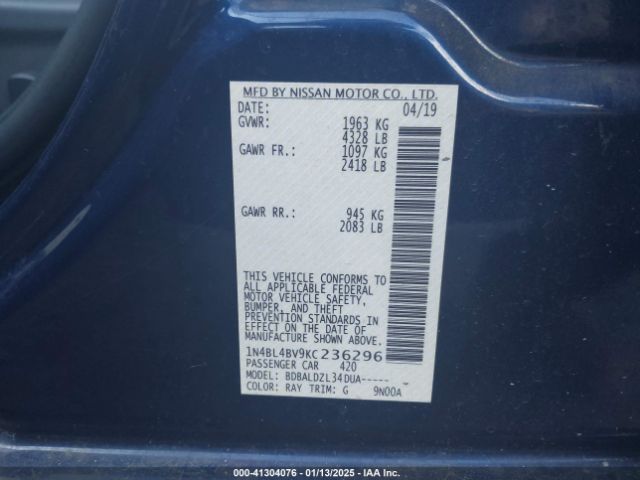 MFD BY NISSAN MOTOR CO., LTD.
DATE: 04/19
GVWR: 1963 KG
4328 LB
GAWR FR.: 1097 KG
2418 LB
GAWR RR.: 945 KG
2083 LB
THIS VEHICLE CONFORMS TO
ALL APPLICABLE FEDERAL
MOTOR VEHICLE SAFETY,
BUMPER, AND THEFT
PREVENTION STANDARDS IN
EFFECT ON THE DATE OF
MANUFACTURE SHOWN ABOVE.
1N4BL4BV9KC236296
PASSENGER CAR 420
MODEL: BDBALDZL34DUA-----
COLOR: RAY TRIM: G 9N00A
000-41304076 - 01/13/2025 - IAA Inc.